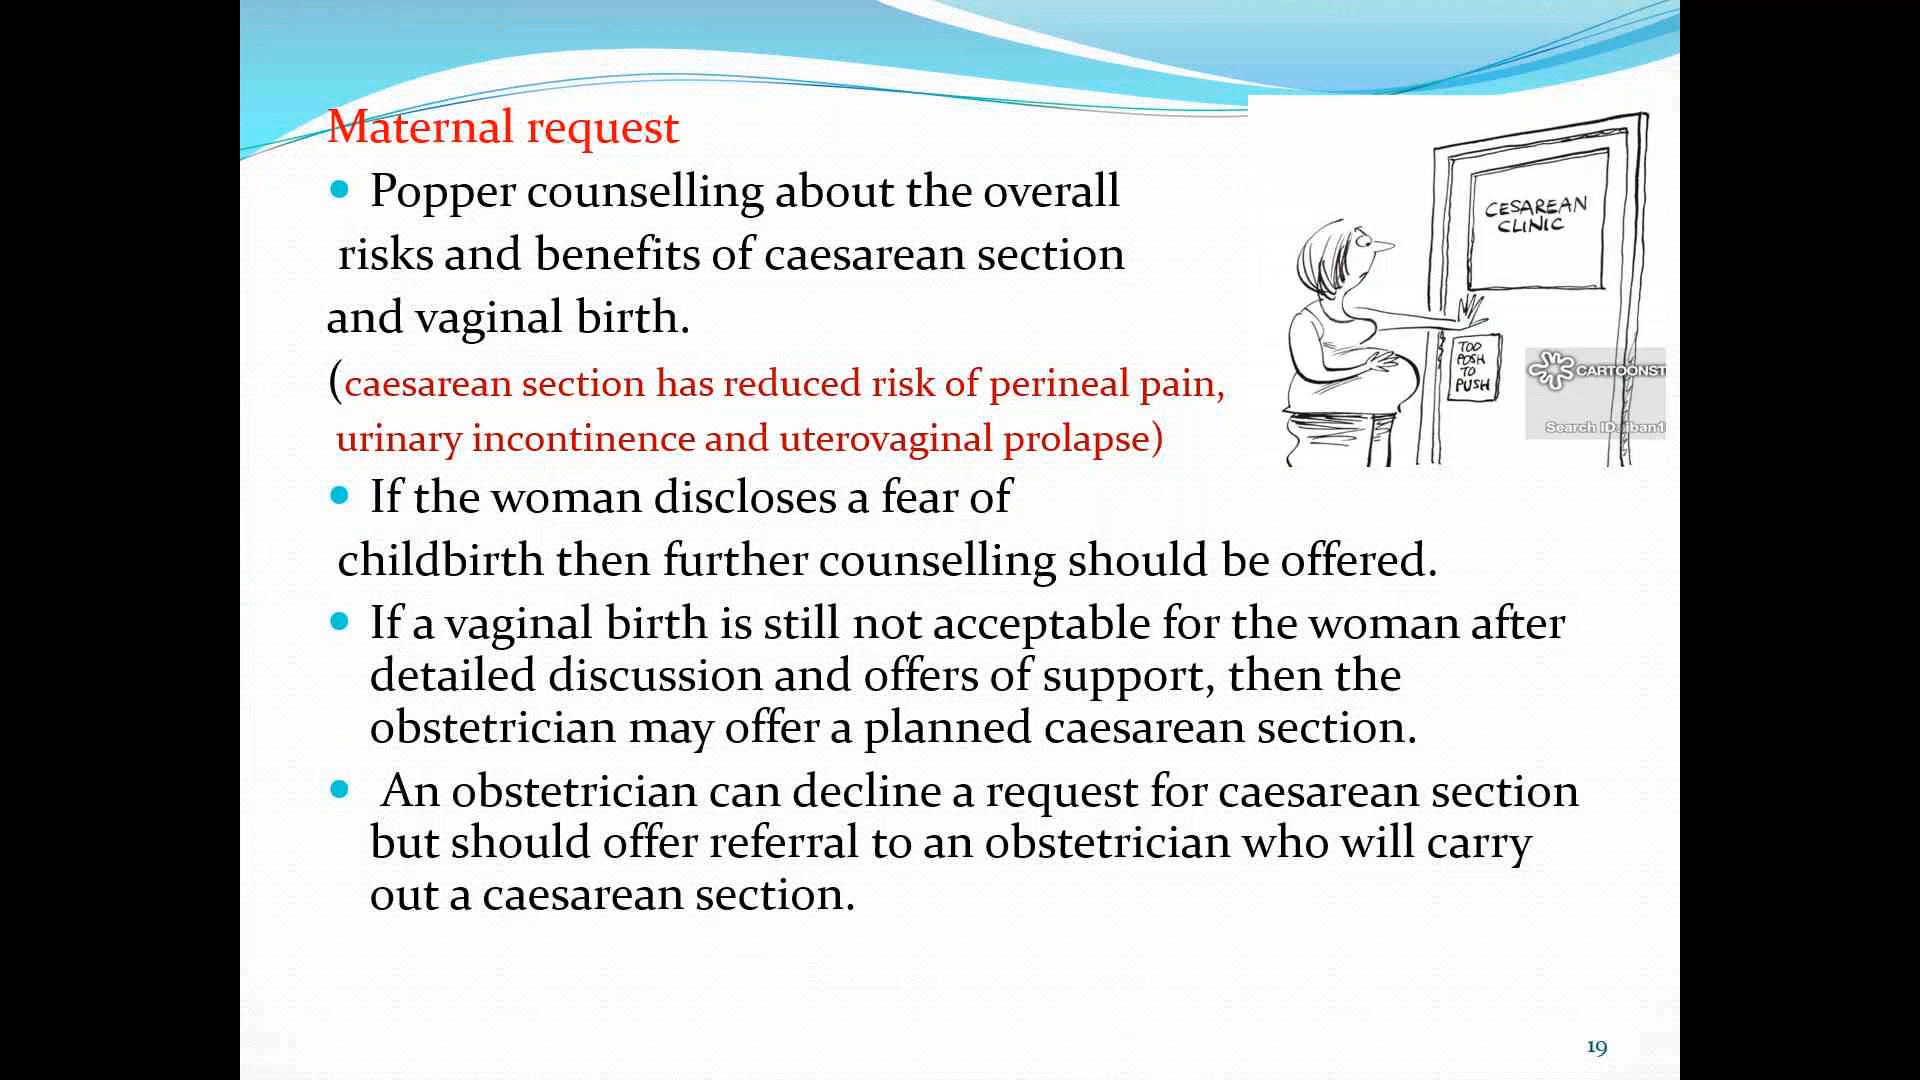 Maternal request
• Popper counselling about the overall
risks and benefits of caesarean section
and vaginal birth.
(caesarean section has reduced risk of perineal pain,
urinary incontinence and uterovaginal prolapse)
• If the woman discloses a fear of
childbirth then further counselling should be offered.
• If a vaginal birth is still not acceptable for the woman after
detailed discussion and offers of support, then the
obstetrician may offer a planned caesarean section.
• An obstetrician can decline a request for caesarean section
but should offer referral to an obstetrician who will carry
out a caesarean section.
CESAREAN
CLINIC
TOO
POSH
TO
PUSH
CARTOONST
Search ID:
19